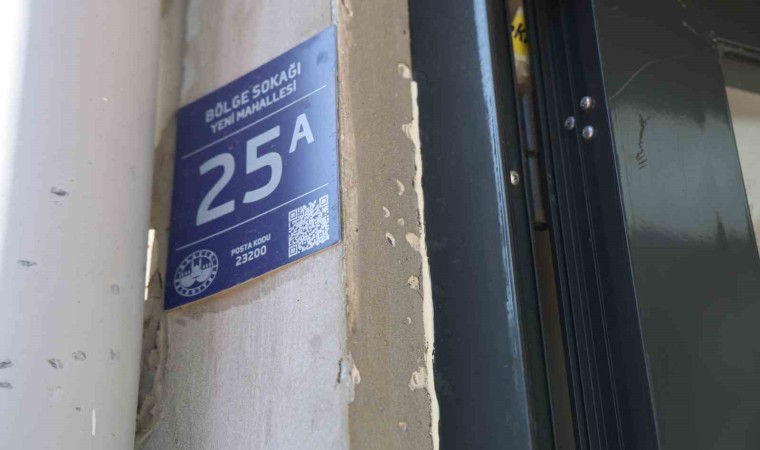 BÖLGE SOKAĞI
YENİ MAHALLESİ
25A
POSTA KODU
23200